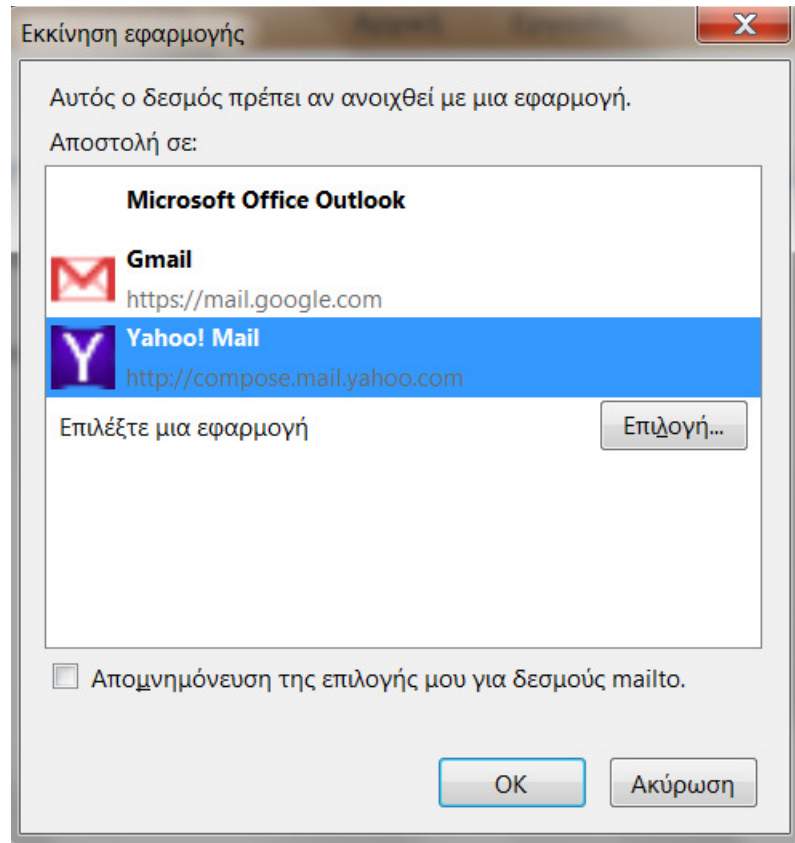 Εκκίνηση εφαρμογής
Αυτός ο δεσμός πρέπει αν ανοιχθεί με μια εφαρμογή.
Αποστολή σε:
Microsoft Office Outlook
Gmail
https://mail.google.com
Yahoo! Mail
http://compose.mail.yahoo.com
Επιλέξτε μια εφαρμογή
Επιλογή...
Απομνημόνευση της επιλογής μου για δεσμούς mailto.
OK Ακύρωση